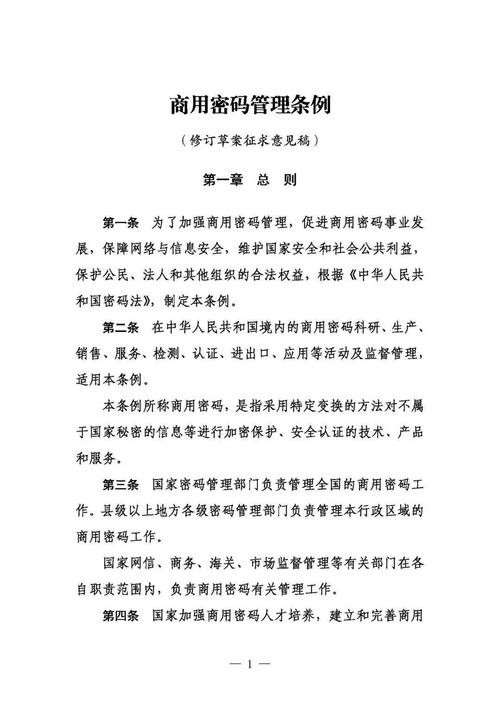 商用密码管理条例
（修订草案征求意见稿）
第一章 总 则
第一条 为了加强商用密码管理，促进商用密码事业发
展，保障网络与信息安全，维护国家安全和社会公共利益，
保护公民、法人和其他组织的合法权益，根据《中华人民共
和国密码法》，制定本条例。
第二条 在中华人民共和国境内的商用密码科研、生产、
销售、服务、检测、认证、进出口、应用等活动及监督管理，
适用本条例。
本条例所称商用密码，是指采用特定变换的方法对不属
于国家秘密的信息等进行加密保护、安全认证的技术、产品
和服务。
第三条 国家密码管理部门负责管理全国的商用密码工
作。县级以上地方各级密码管理部门负责管理本行政区域的
商用密码工作。
国家网信、商务、海关、市场监督管理等有关部门在各
自职责范围内，负责商用密码有关管理工作。
第四条 国家加强商用密码人才培养，建立和完善商用
— 1 —